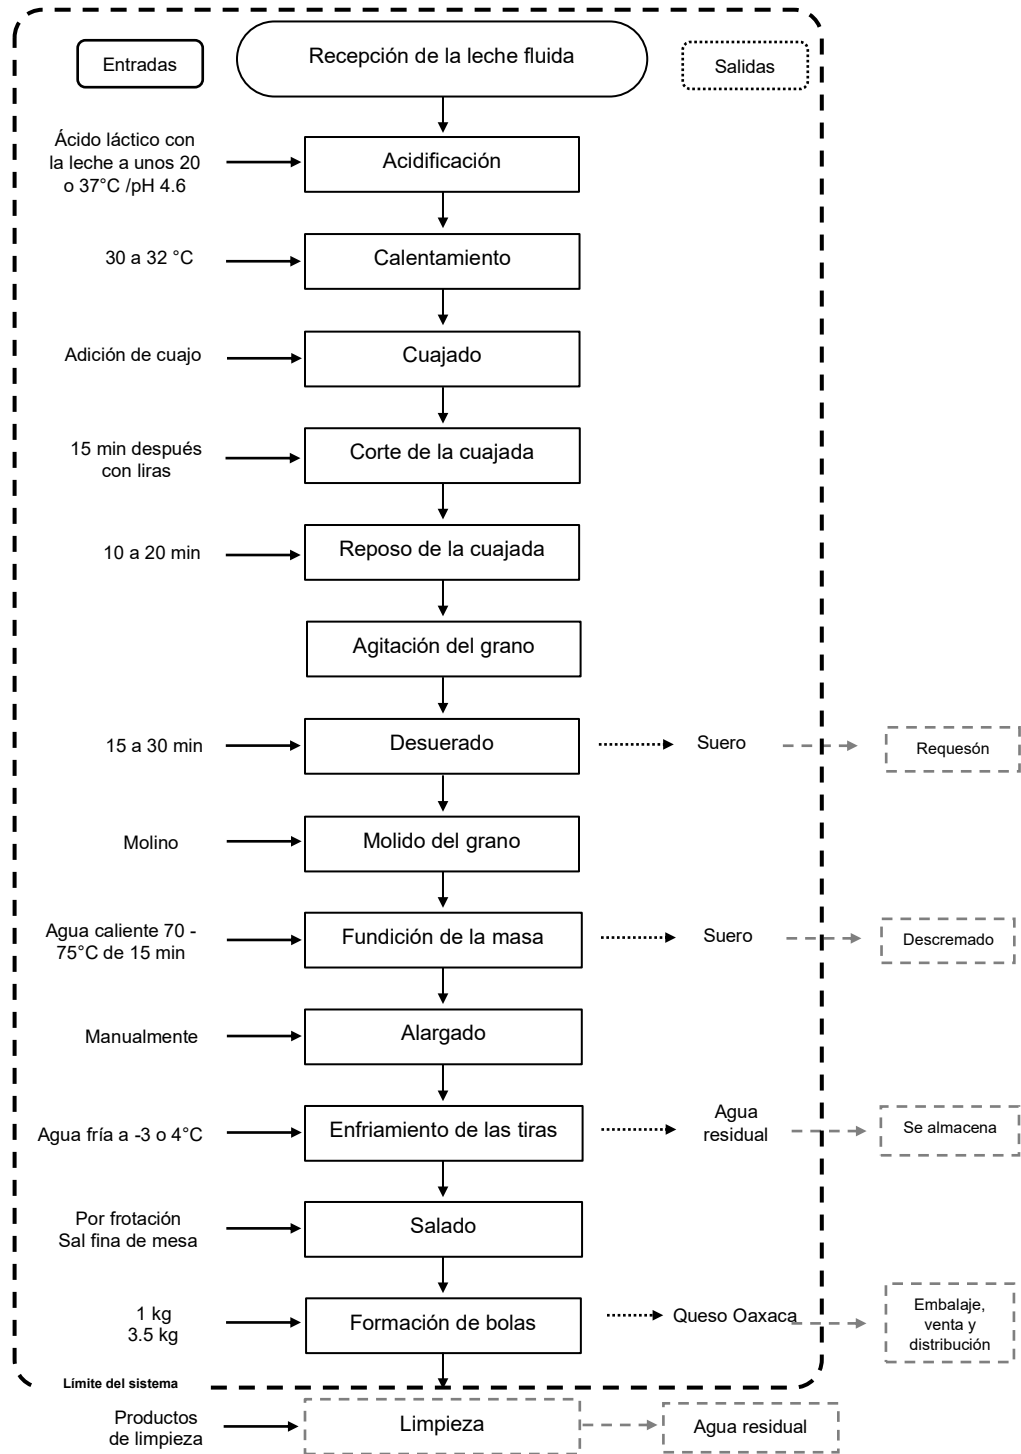 Entradas
Recepción de la leche fluida
Salidas
Ácido láctico con
la leche a unos 20
o 37°C /pH 4.6
Acidificación
30 a 32 °C
Calentamiento
Adición de cuajo
Cuajado
15 min después
con liras
Corte de la cuajada
10 a 20 min
Reposo de la cuajada
Agitación del grano
15 a 30 min
Desuerado
Suero
Requesón
Molino
Molido del grano
Agua caliente 70 -
75°C de 15 min
Fundición de la masa
Suero
Descremado
Manualmente
Alargado
Agua fría a -3 o 4°C
Enfriamiento de las tiras
Agua
residual
Se almacena
Por frotación
Sal fina de mesa
Salado
1 kg
3.5 kg
Formación de bolas
Queso Oaxaca
Embalaje,
venta y
distribución
Límite del sistema
Productos
de limpieza
Limpieza
Agua residual